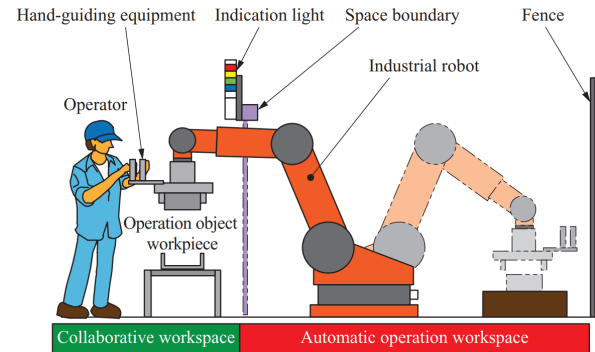 Hand-guiding equipment
Indication light
Space boundary
Fence
Industrial robot
Operator
Operation object
workpiece
Collaborative workspace
Automatic operation workspace